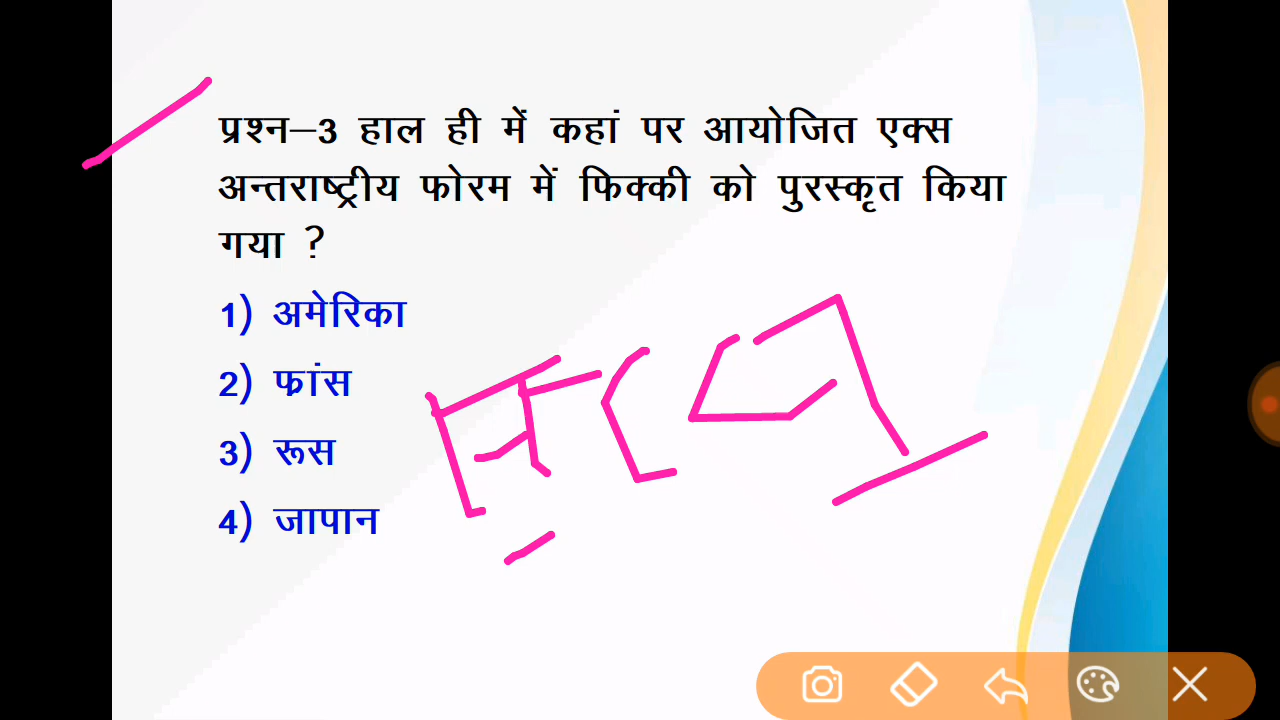 प्रश्न–3 हाल ही में कहां पर आयोजित एक्स
अन्तराष्ट्रीय फोरम में फिक्की को पुरस्कृत किया
गया ?
1) अमेरिका
2) फांस
3) रूस
4) जापान